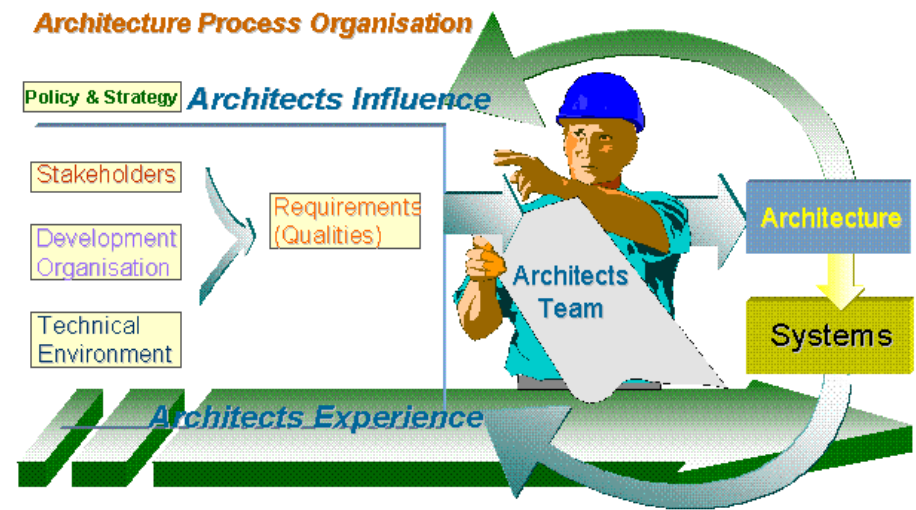 Architecture Process Organisation
Policy & Strategy
Architects Influence
Stakeholders
Development
Organisation
Technical
Environment
Requirements
(Qualities)
Architects
Team
Architecture
Systems
Architects Experience